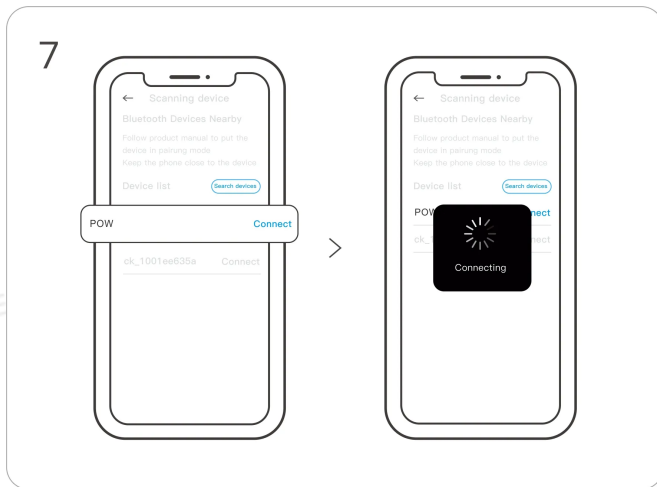 7
← Scanning device
Bluetooth Devices Nearby
Follow product manual to put the
device in pairung mode
Keep the phone close to the device
Device list Search devices
POW Connect
ck_1001ee635a Connect
>
← Scanning device
Bluetooth Devices Nearby
Follow product manual to put the
device in pairung mode
Keep the phone close to the device
Device list Search devices
POW nect
ck_1 nect
Connecting